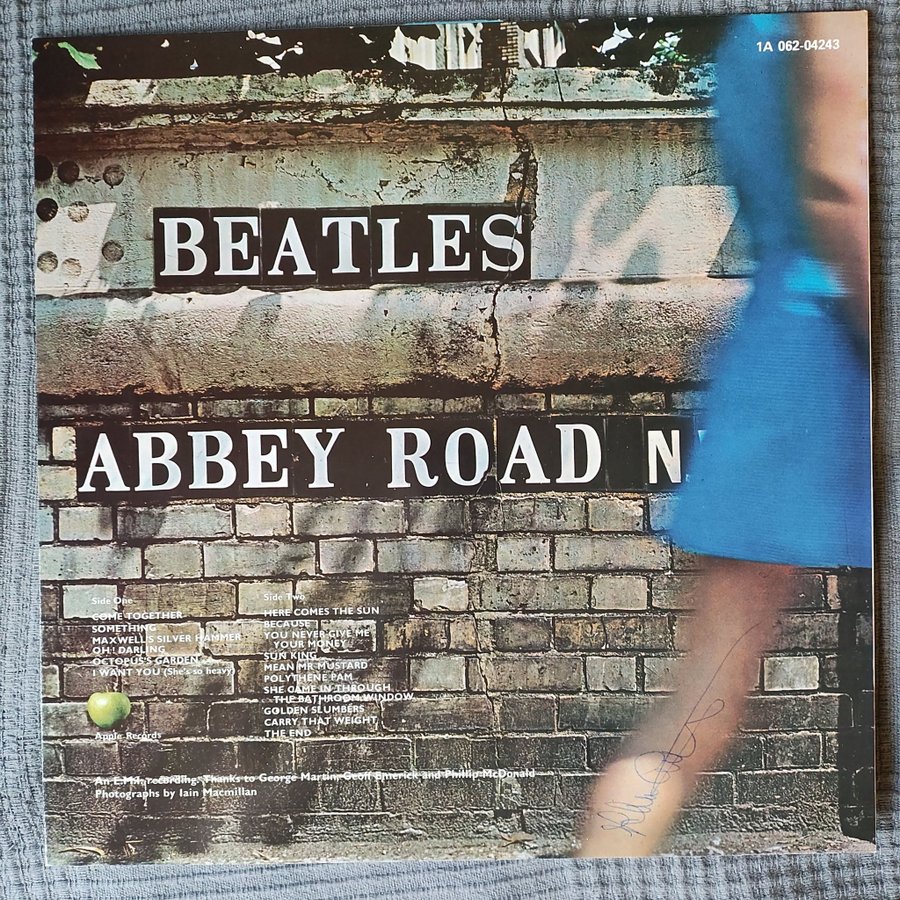 1A 062-04243
BEATLES
ABBEY ROAD N
Side One
COME TOGETHER
SOMETHING
MAXWELL'S SILVER HAMMER
OH! DARLING
OCTOPUS'S GARDEN
I WANT YOU (She's so heavy)
Apple Records
Side Two
HERE COMES THE SUN
BECAUSE
YOU NEVER GIVE ME
YOUR MONEY
SUN KING
MEAN MR MUSTARD
POLYTHENE PAM
SHE CAME IN THROUGH
THE BATHROOM WINDOW
GOLDEN SLUMBERS
CARRY THAT WEIGHT
THE END
An E.M.I. recording. Thanks to George Martin, Geoff Emerick and Phillip McDonald
Photographs by Iain Macmillan